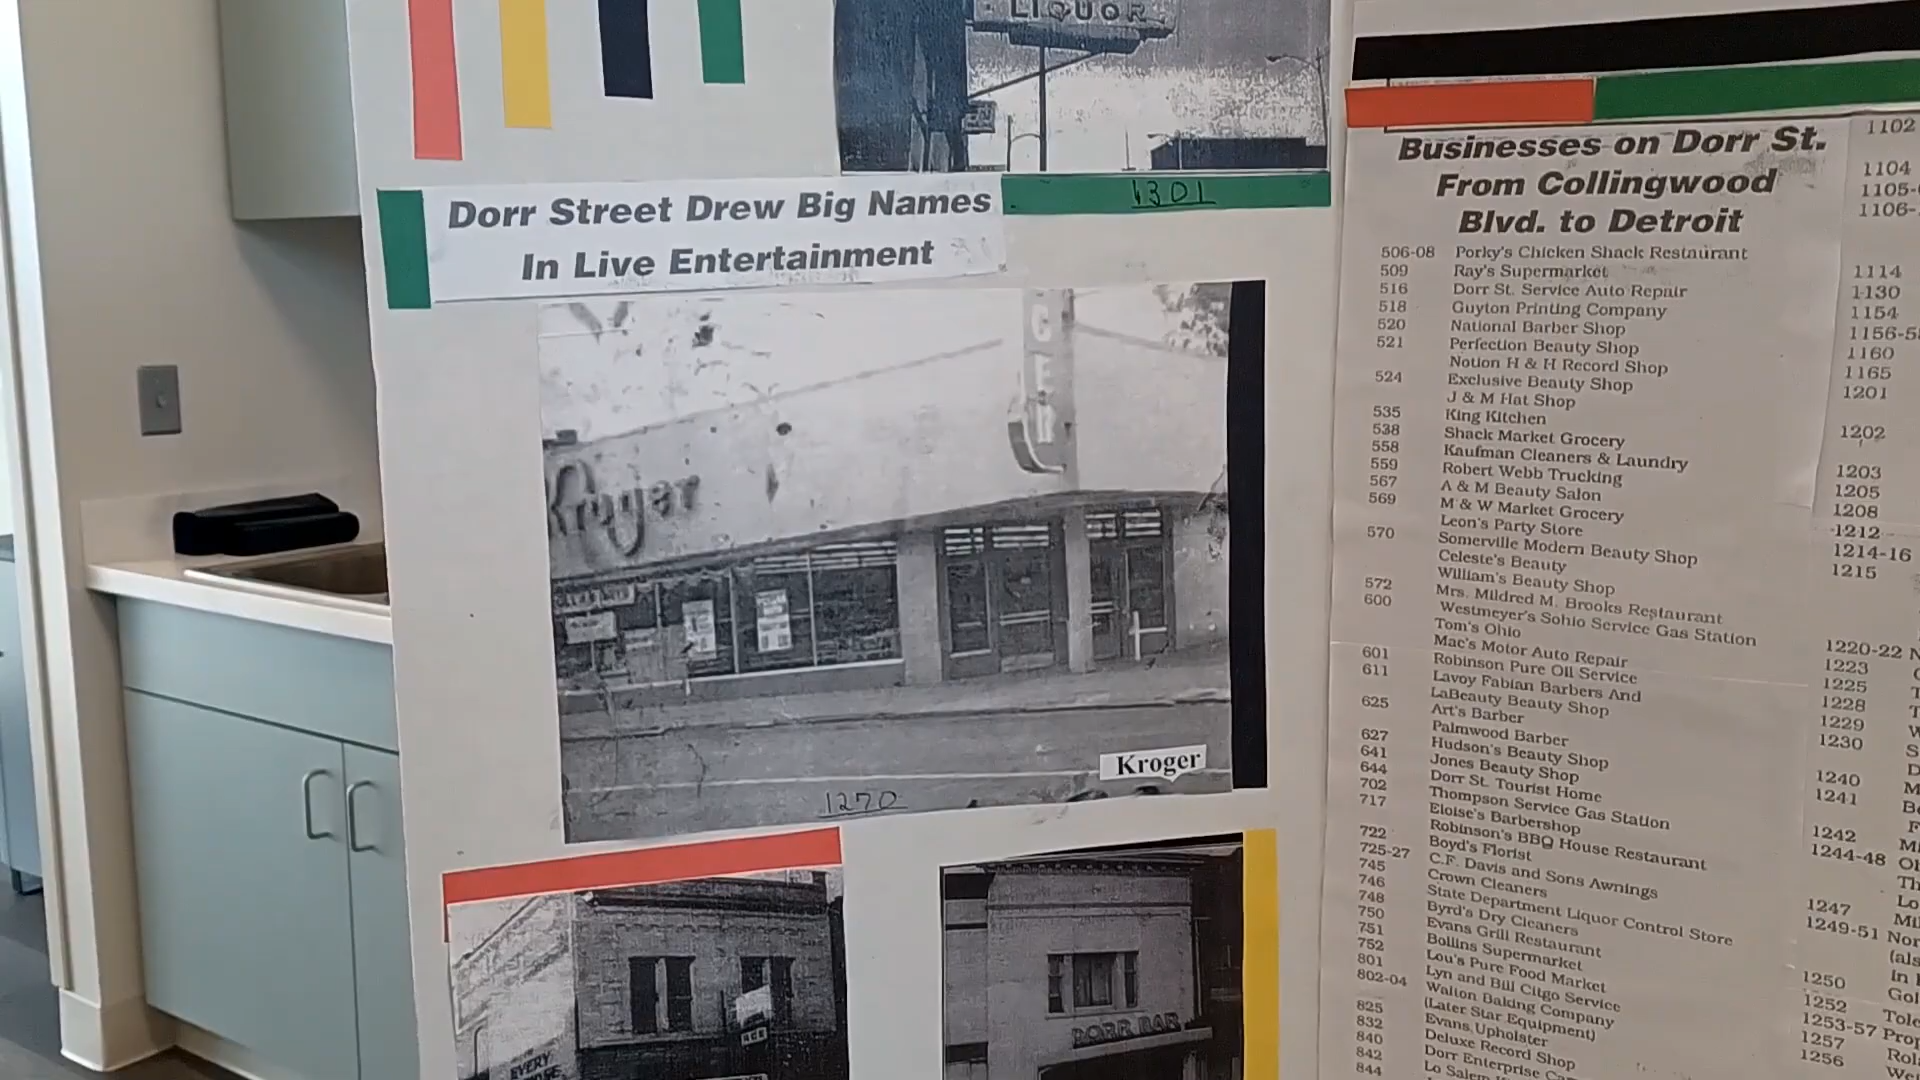 LIQUOR
1301
Dorr Street Drew Big Names
In Live Entertainment
Kroger
GER
Kroger
1270
EVERY
DORR BAR
Businesses on Dorr St.
From Collingwood
Blvd. to Detroit
506-08 Porky's Chicken Shack Restaurant
509 Ray's Supermarket
516 Dorr St. Service Auto Repair
518 Guyton Printing Company
520 National Barber Shop
521 Perfection Beauty Shop
Notion H & H Record Shop
524 Exclusive Beauty Shop
J & M Hat Shop
535 King Kitchen
538 Shack Market Grocery
558 Kaufman Cleaners & Laundry
559 Robert Webb Trucking
567 A & M Beauty Salon
569 M & W Market Grocery
Leon's Party Store
570 Somerville Modern Beauty Shop
Celeste's Beauty
William's Beauty Shop
572 Mrs. Mildred M. Brooks Restaurant
600 Westmeyer's Sohio Service Gas Station
Tom's Ohio
Mac's Motor Auto Repair
601 Robinson Pure Oil Service
611 Lavoy Fabian Barbers And
LaBeauty Beauty Shop
625 Art's Barber
Palmwood Barber
627 Hudson's Beauty Shop
641 Jones Beauty Shop
644 Dorr St. Tourist Home
702 Thompson Service Gas Station
717 Eloise's Barbershop
Robinson's BBQ House Restaurant
722 Boyd's Florist
725-27 C.F. Davis and Sons Awnings
745 Crown Cleaners
746 State Department Liquor Control Store
748 Byrd's Dry Cleaners
750 Evans Grill Restaurant
751 Bollins Supermarket
752 Lou's Pure Food Market
801 Lyn and Bill Citgo Service
802-04 Walton Baking Company
(Later Star Equipment)
825 Evans Upholster
832 Deluxe Record Shop
840 Dorr Enterprise
842 Lo Salem
844
1102
1104
1105-
1106-
1114
1130
1154
1156-58
1160
1165
1201
1202
1203
1205
1208
1212
1214-16
1215
1220-22
1223
1225
1228
1229
1230
1240
1241
1242
1244-48
1247
1249-51
1250
1252
1253-57
1257
1256